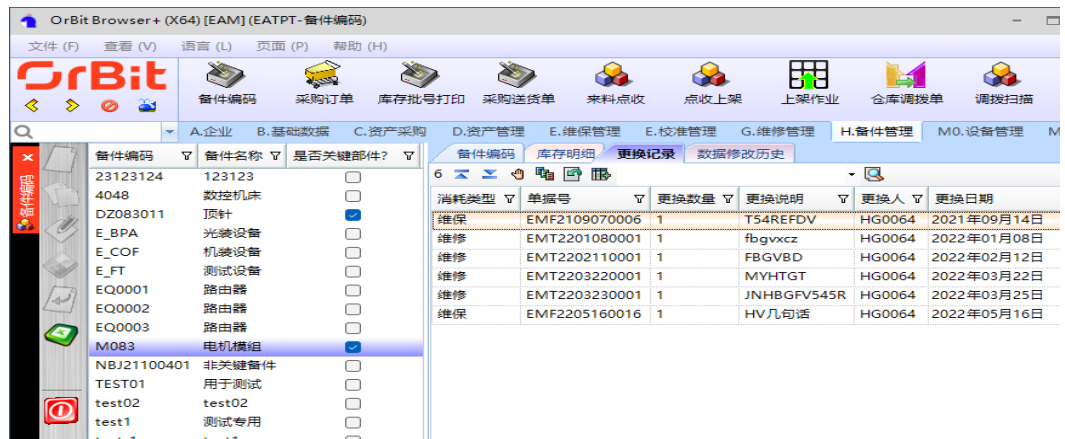 OrBit Browser+ (X64) [EAM] (EATPT-备件编码)
文件 (F) 查看 (V) 语言 (L) 页面 (P) 帮助 (H)
OrBit
备件编码 采购订单 库存批号打印 采购送货单 来料点收 点收上架 上架作业 仓库调拨单 调拨扫描
A.企业 B.基础数据 C.资产采购 D.资产管理 E.维保管理 E.校准管理 G.维修管理 H.备件管理 M0.设备管理 M
备件编码
备件编码 备件名称 是否关键部件?
23123124 123123
4048 数控机床
DZ083011 顶针
E_BPA 光装设备
E_COF 机装设备
E_FT 测试设备
EQ0001 路由器
EQ0002 路由器
EQ0003 路由器
M083 电机模组
NBJ21100401 非关键备件
TEST01 用于测试
test02 test02
test1 测试专用
备件编码 库存明细 更换记录 数据修改历史
6
消耗类型 单据号 更换数量 更换说明 更换人 更换日期
维保 EMF2109070006 1 T54REFDV HG0064 2021年09月14日
维修 EMT2201080001 1 fbgvxcz HG0064 2022年01月08日
维修 EMT2202110001 1 FBGVBD HG0064 2022年02月12日
维修 EMT2203220001 1 MYHTGT HG0064 2022年03月22日
维修 EMT2203230001 1 JNHBGFV545R HG0064 2022年03月25日
维保 EMF2205160016 1 HV几句话 HG0064 2022年05月16日